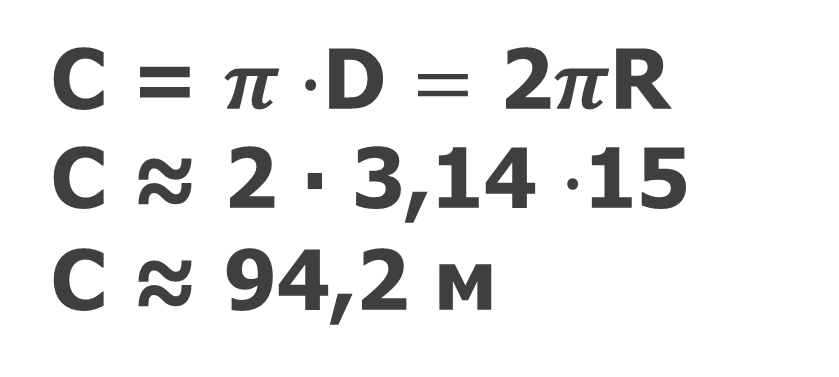 C = π ·D = 2πR
C ≈ 2 · 3,14 ·15
C ≈ 94,2 м